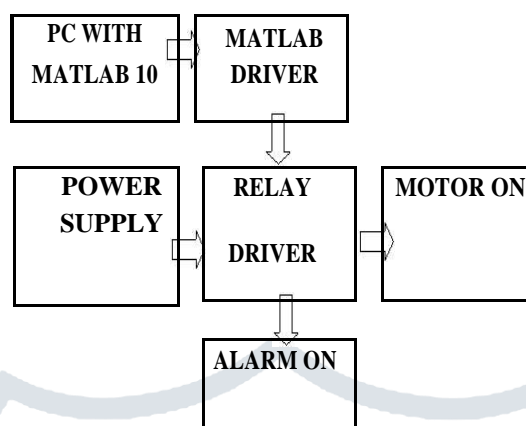 PC WITH
MATLAB 10
MATLAB
DRIVER
POWER
SUPPLY
RELAY
DRIVER
MOTOR ON
ALARM ON